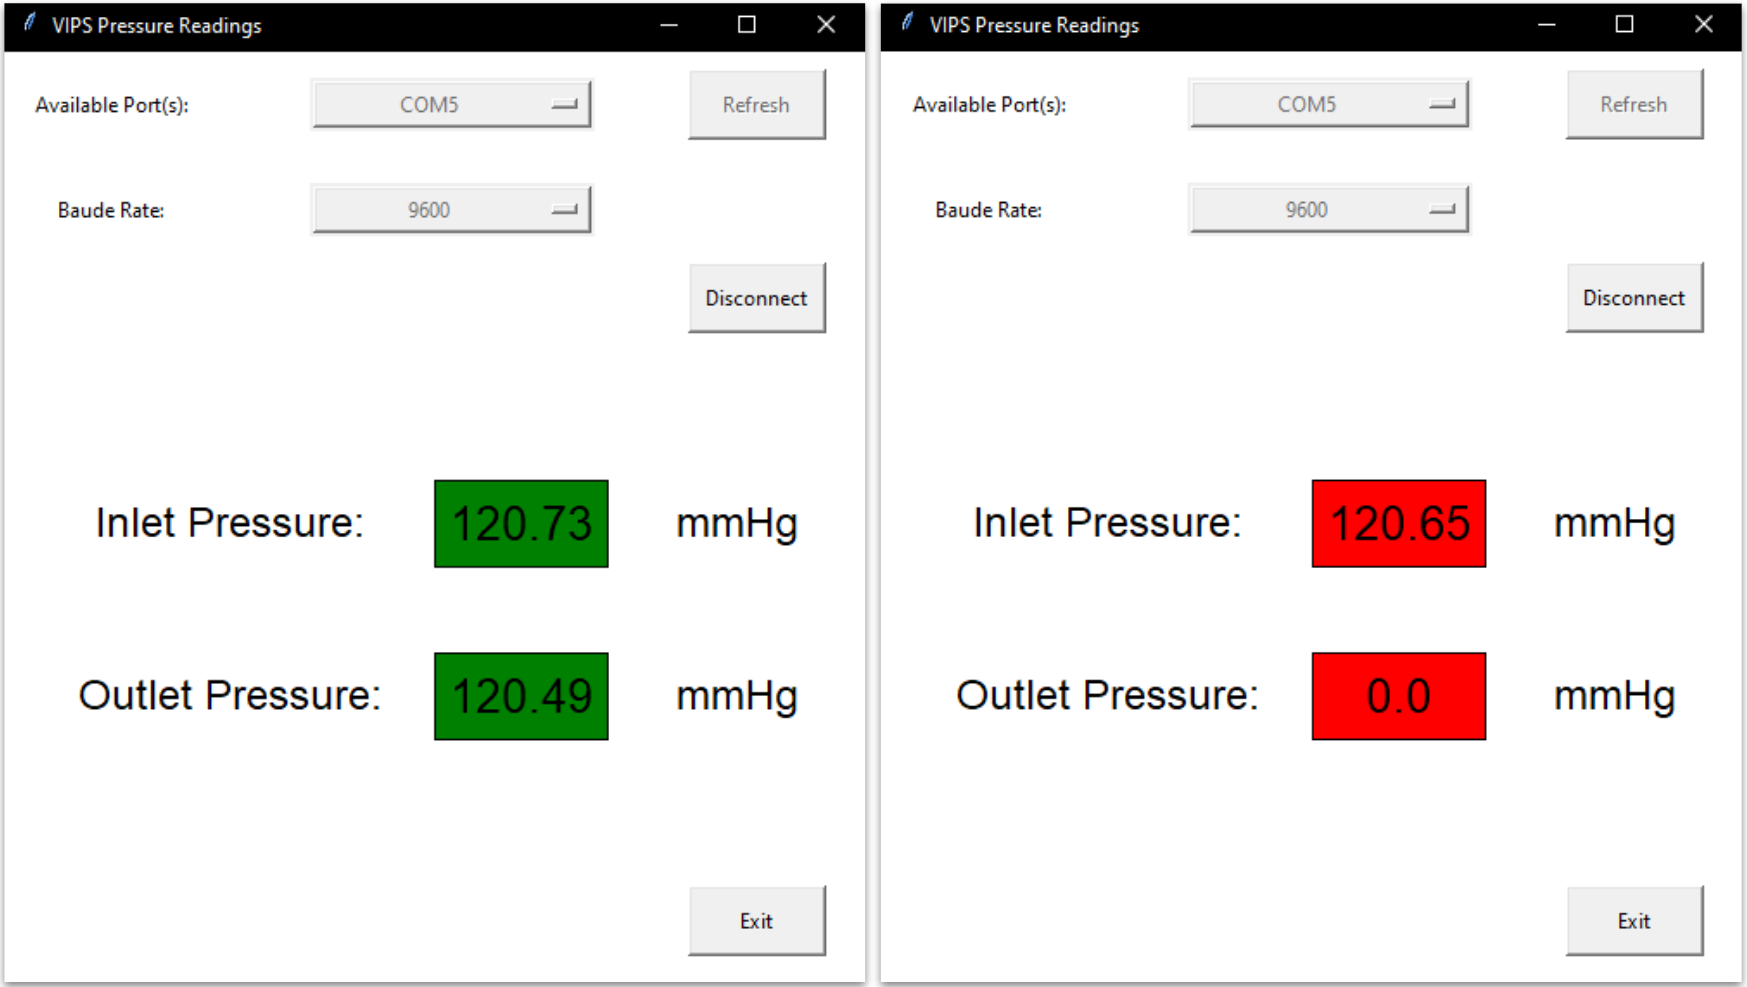 VIPS Pressure Readings
Available Port(s): COM5 Refresh
Baude Rate: 9600
Disconnect
Inlet Pressure: 120.73 mmHg
Outlet Pressure: 120.49 mmHg
Exit
VIPS Pressure Readings
Available Port(s): COM5 Refresh
Baude Rate: 9600
Disconnect
Inlet Pressure: 120.65 mmHg
Outlet Pressure: 0.0 mmHg
Exit